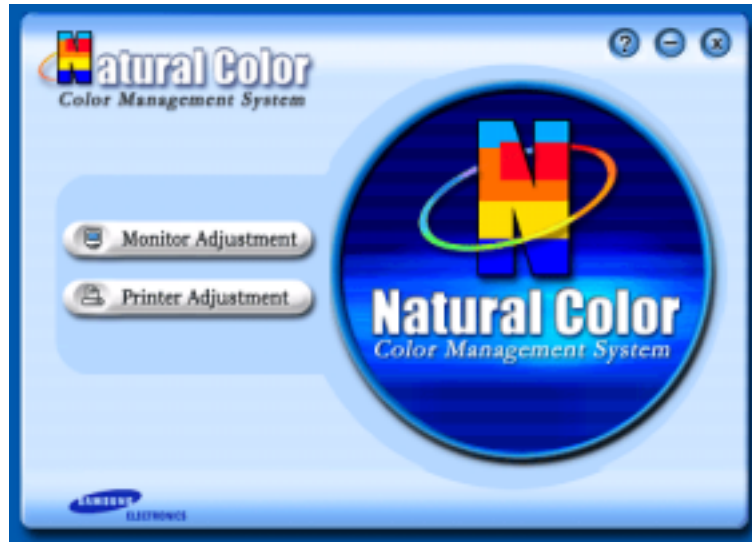 Natural Color
Color Management System
?
Monitor Adjustment
Printer Adjustment
Natural Color
Color Management System
SAMSUNG
ELECTRONICS